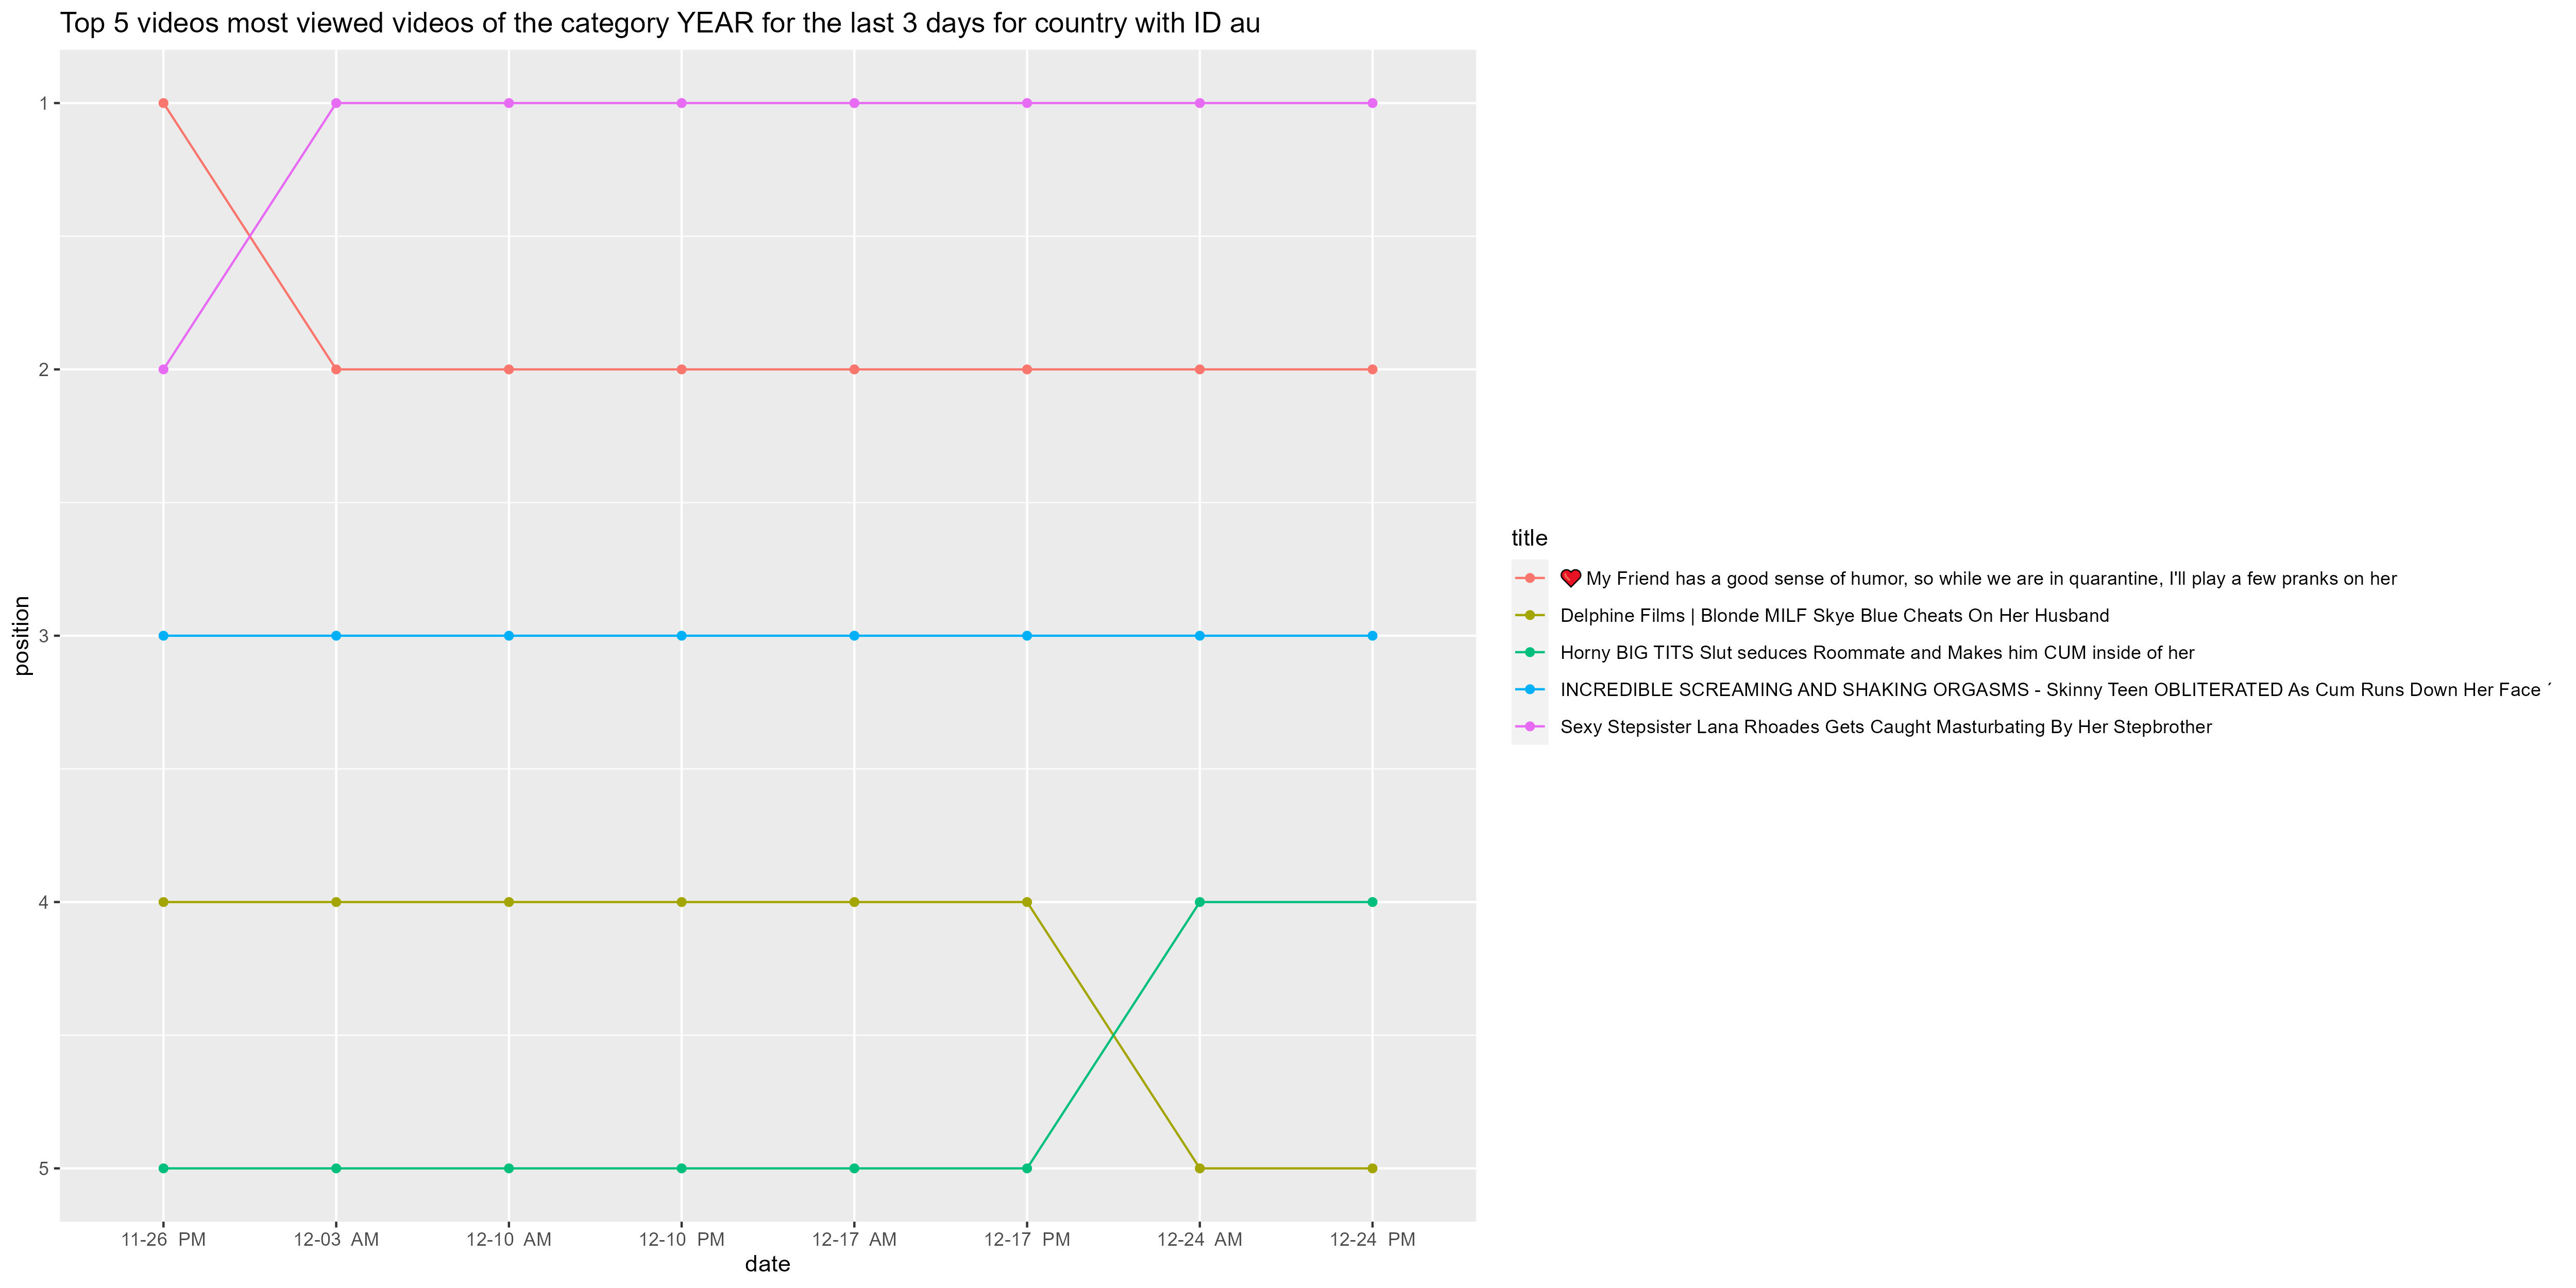 Top 5 videos most viewed videos of the category YEAR for the last 3 days for country with ID au
position
1
2
3
4
5
11-26 PM
12-03 AM
12-10 AM
12-10 PM
12-17 AM
12-17 PM
12-24 AM
12-24 PM
date
title
❤ My Friend has a good sense of humor, so while we are in quarantine, I'll play a few pranks on her
Delphine Films | Blonde MILF Skye Blue Cheats On Her Husband
Horny BIG TITS Slut seduces Roommate and Makes him CUM inside of her
INCREDIBLE SCREAMING AND SHAKING ORGASMS - Skinny Teen OBLITERATED As Cum Runs Down Her Face
Sexy Stepsister Lana Rhoades Gets Caught Masturbating By Her Stepbrother